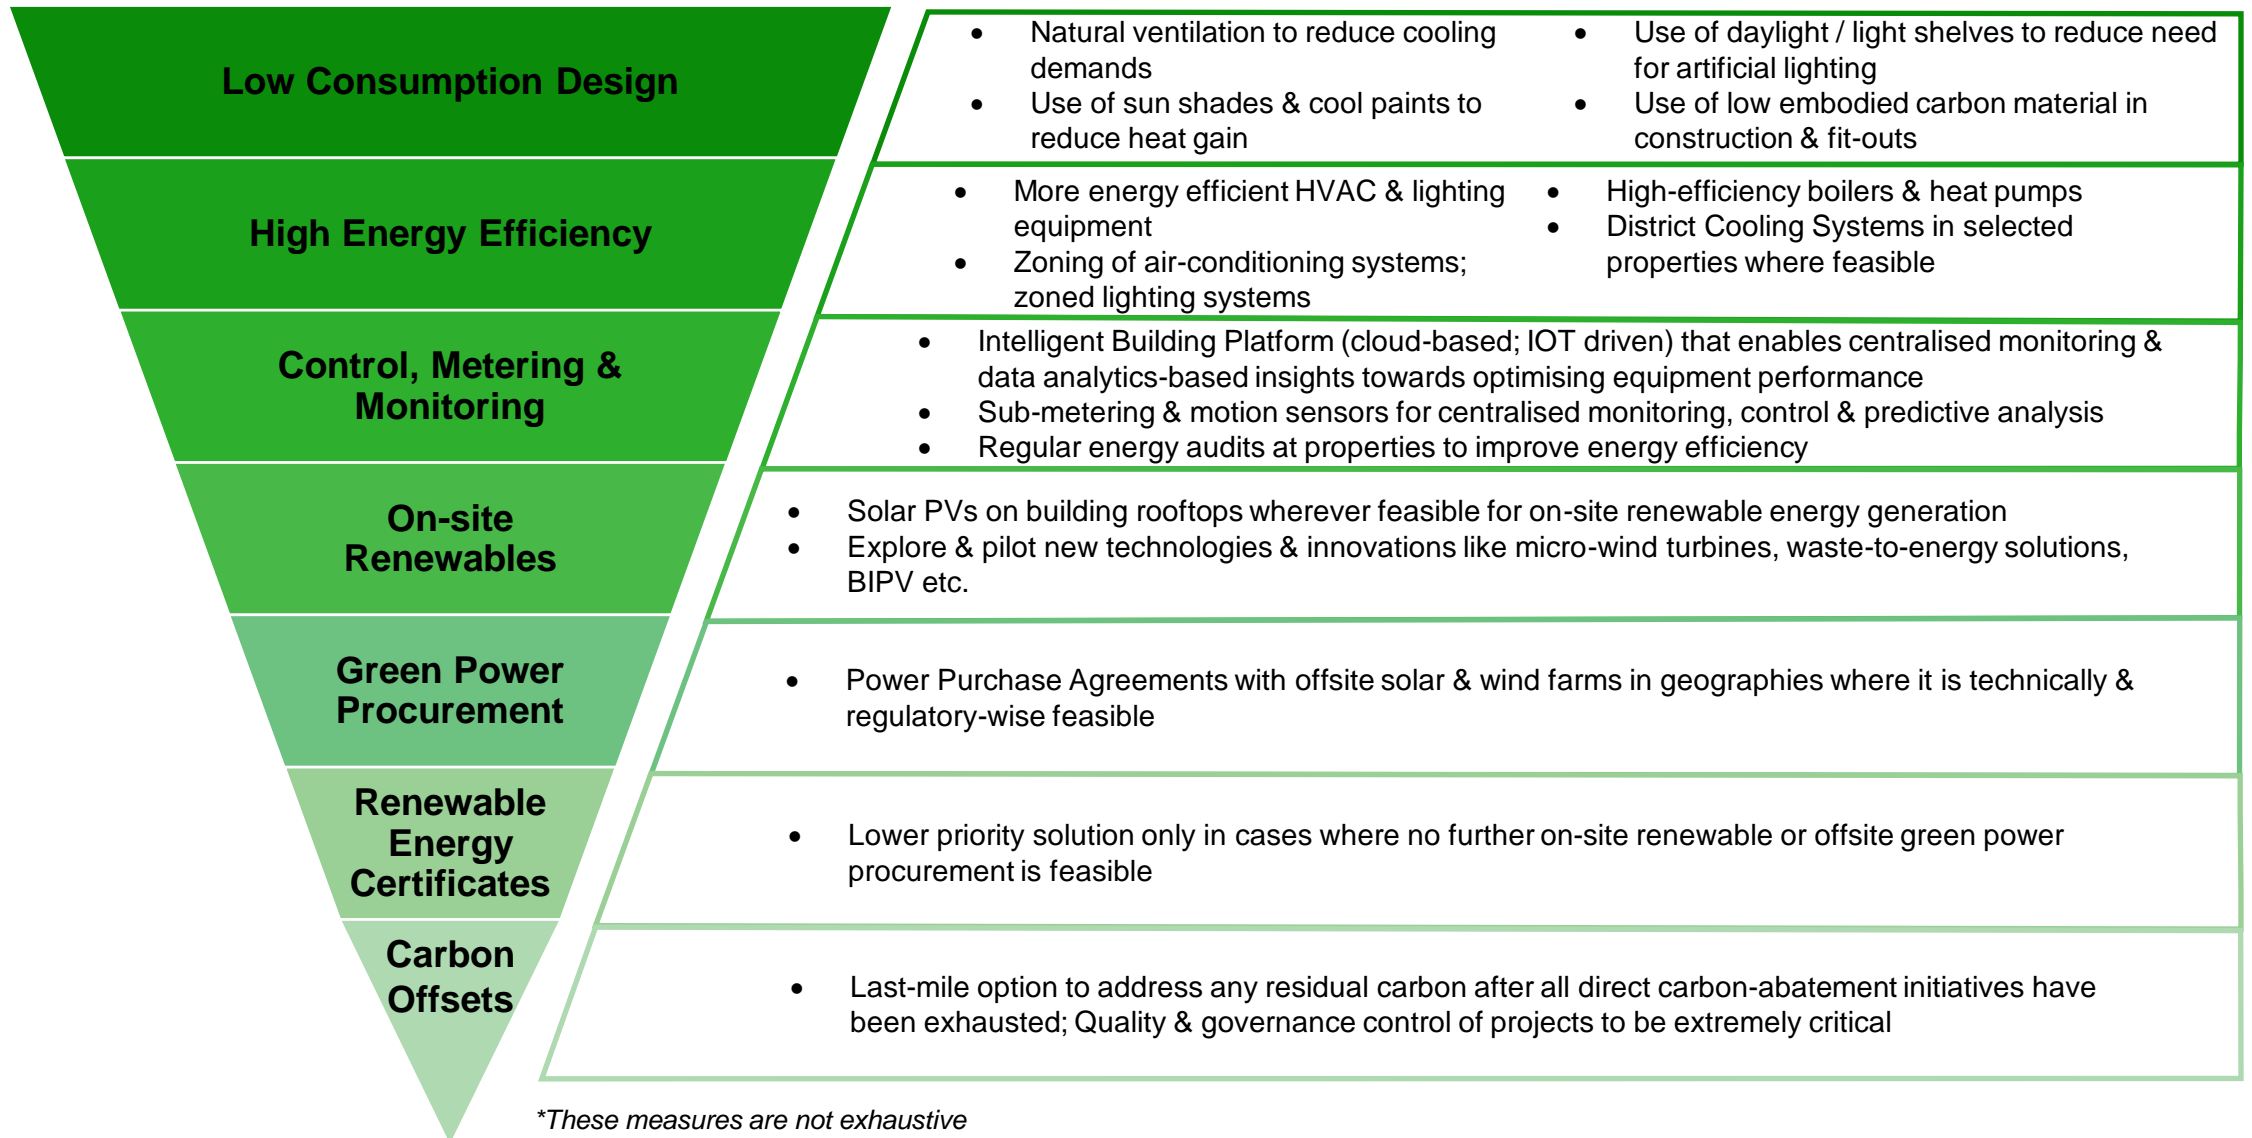 Low Consumption Design
• Natural ventilation to reduce cooling
demands
• Use of sun shades & cool paints to
reduce heat gain
• Use of daylight / light shelves to reduce need
for artificial lighting
• Use of low embodied carbon material in
construction & fit-outs
High Energy Efficiency
• More energy efficient HVAC & lighting
equipment
• Zoning of air-conditioning systems;
zoned lighting systems
• High-efficiency boilers & heat pumps
• District Cooling Systems in selected
properties where feasible
Control, Metering &
Monitoring
• Intelligent Building Platform (cloud-based; IOT driven) that enables centralised monitoring &
data analytics-based insights towards optimising equipment performance
• Sub-metering & motion sensors for centralised monitoring, control & predictive analysis
• Regular energy audits at properties to improve energy efficiency
On-site
Renewables
• Solar PVs on building rooftops wherever feasible for on-site renewable energy generation
• Explore & pilot new technologies & innovations like micro-wind turbines, waste-to-energy solutions,
BIPV etc.
Green Power
Procurement
• Power Purchase Agreements with offsite solar & wind farms in geographies where it is technically &
regulatory-wise feasible
Renewable
Energy
Certificates
• Lower priority solution only in cases where no further on-site renewable or offsite green power
procurement is feasible
Carbon
Offsets
• Last-mile option to address any residual carbon after all direct carbon-abatement initiatives have
been exhausted; Quality & governance control of projects to be extremely critical
*These measures are not exhaustive